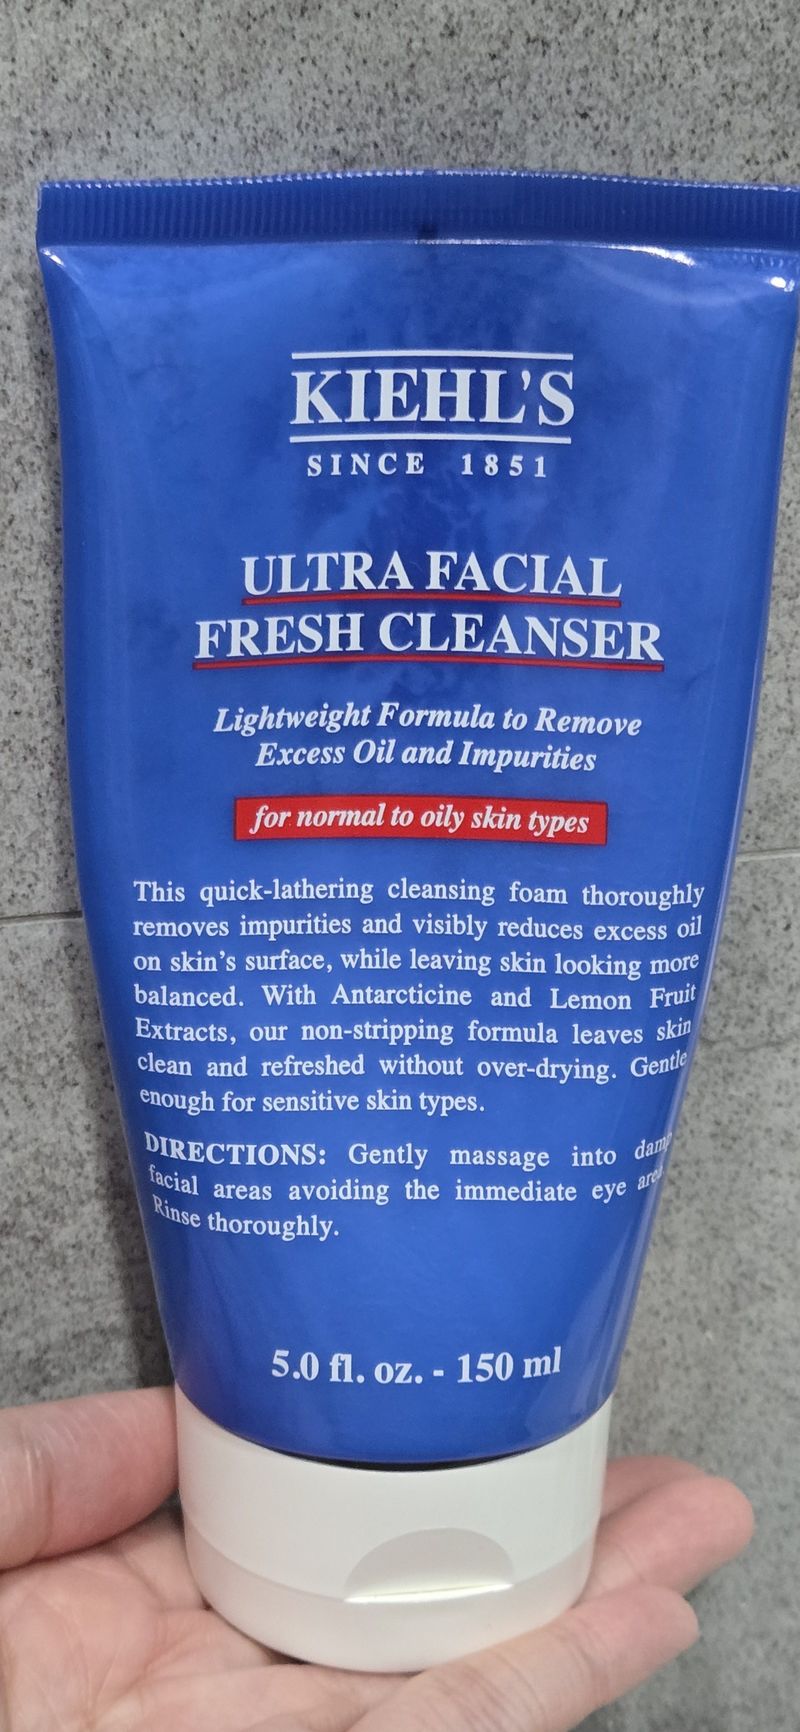 KIEHL'S
SINCE 1851
ULTRA FACIAL
FRESH CLEANSER
Lightweight Formula to Remove
Excess Oil and Impurities
for normal to oily skin types
This quick-lathering cleansing foam thoroughly
removes impurities and visibly reduces excess oil
on skin's surface, while leaving skin looking more
balanced. With Antarcticine and Lemon Fruit
Extracts, our non-stripping formula leaves skin
clean and refreshed without over-drying. Gentle
enough for sensitive skin types.
DIRECTIONS: Gently massage into damp
facial areas avoiding the immediate eye area.
Rinse thoroughly.
5.0 fl. oz. - 150 ml